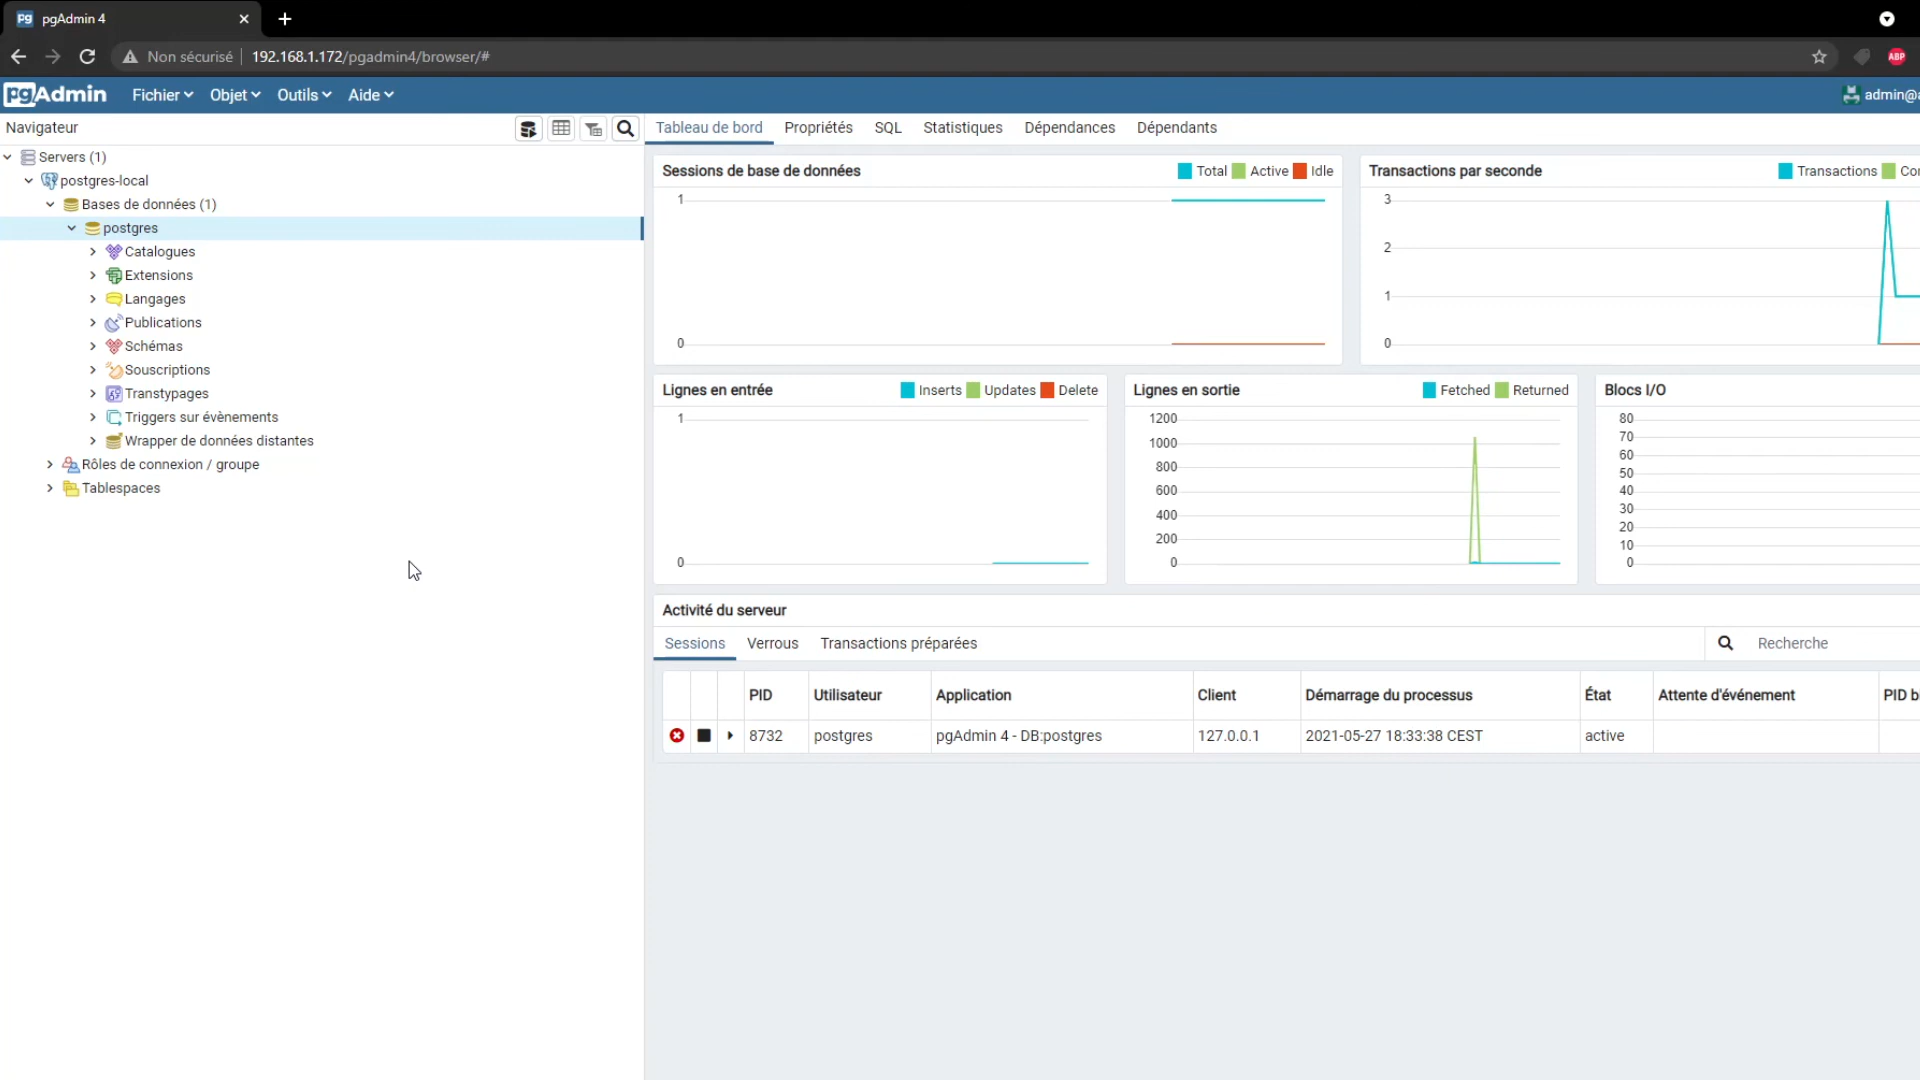 pgAdmin 4
Non sécurisé 192.168.1.172/pgadmin4/browser/#
ABP
pgAdmin Fichier Objet Outils Aide admin@a
Navigateur
Servers (1)
postgres-local
Bases de données (1)
postgres
Catalogues
Extensions
Langages
Publications
Schémas
Souscriptions
Transtypages
Triggers sur évènements
Wrapper de données distantes
Rôles de connexion / groupe
Tablespaces
Tableau de bord Propriétés SQL Statistiques Dépendances Dépendants
Sessions de base de données Total Active Idle
1
0
Transactions par seconde Transactions Co
3
2
1
0
Lignes en entrée Inserts Updates Delete
1
0
Lignes en sortie Fetched Returned
1200
1000
800
600
400
200
0
Blocs I/O
80
70
60
50
40
30
20
10
0
Activité du serveur
Sessions Verrous Transactions préparées Recherche
PID Utilisateur Application Client Démarrage du processus État Attente d'événement PID b
8732 postgres pgAdmin 4 - DB:postgres 127.0.0.1 2021-05-27 18:33:38 CEST active